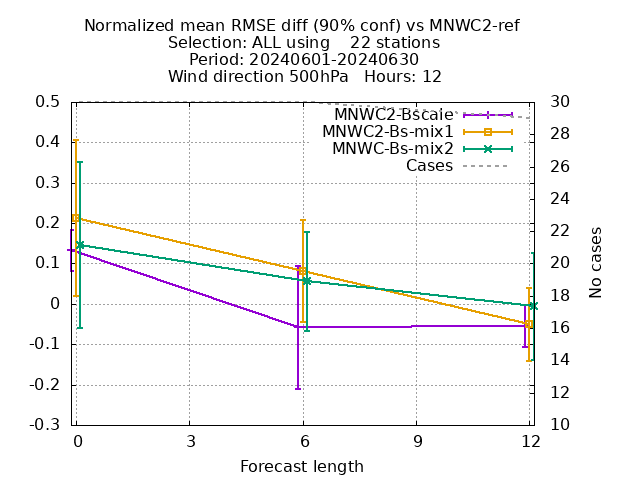 Normalized mean RMSE diff (90% conf) vs MNWC2-ref
Selection: ALL using    22 stations
Period: 20240601-20240630
Wind direction 500hPa   Hours: 12
MNWC2-Bscale
MNWC2-Bs-mix1
MNWC-Bs-mix2
Cases
0.5
0.4
0.3
0.2
0.1
0
-0.1
-0.2
-0.3
30
28
26
24
22
20
18
16
14
12
10
No cases
0 3 6 9 12
Forecast length